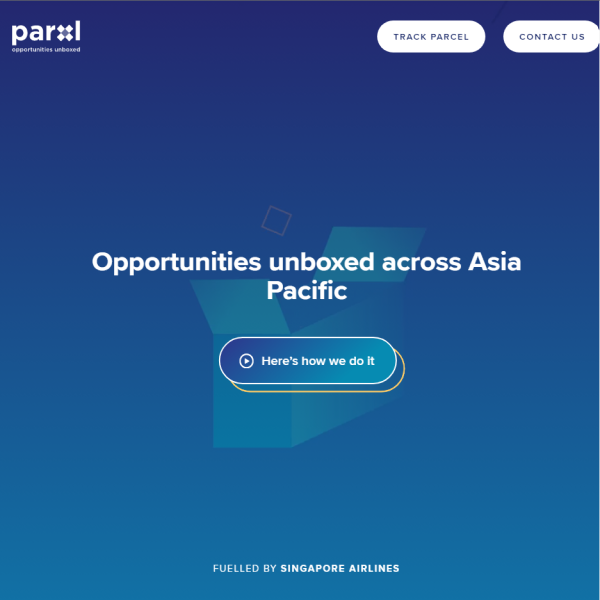 parxl
opportunities unboxed
TRACK PARCEL
CONTACT US
Opportunities unboxed across Asia
Pacific
Here's how we do it
FUELLED BY SINGAPORE AIRLINES